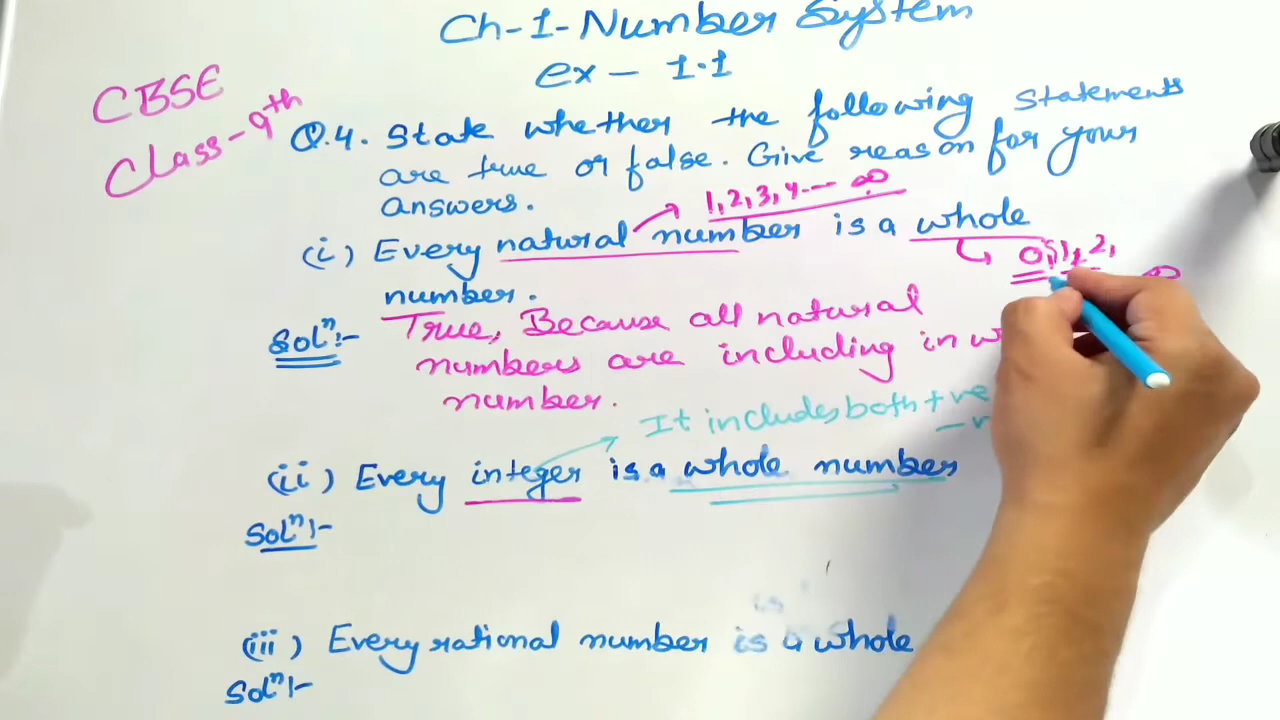 Ch-1-Number System
ex - 1.1
CBSE
Class-9th
Q.4. State whether the following statements
are true or false. Give reason for your
answers.
1,2,3,4--- ∞
(i) Every natural number is a whole
0,1,2,
∞
number.
Solⁿ:- True, Because all natural
numbers are including in
number.
It includes both +ve
(ii) Every integer is a whole number
Solⁿ:-
(iii) Every rational number is a whole
Solⁿ:-